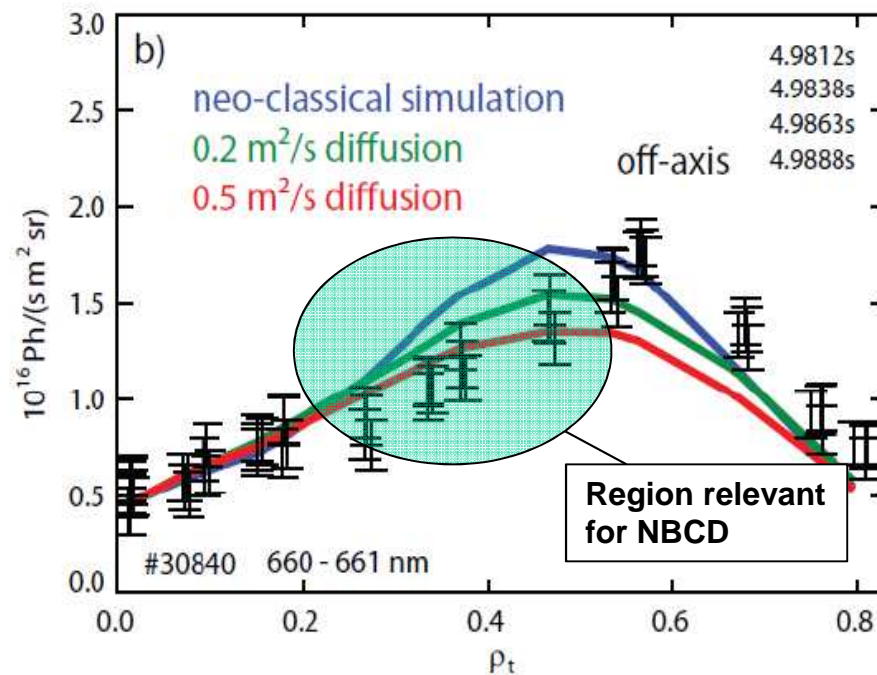 b)
4.9812s
4.9838s
4.9863s
4.9888s
neo-classical simulation
0.2 m²/s diffusion
0.5 m²/s diffusion
off-axis
10¹⁶ Ph/(s m² sr)
3.0
2.5
2.0
1.5
1.0
0.5
0.0
Region relevant
for NBCD
#30840 660 - 661 nm
0.0 0.2 0.4 0.6 0.8
ρt